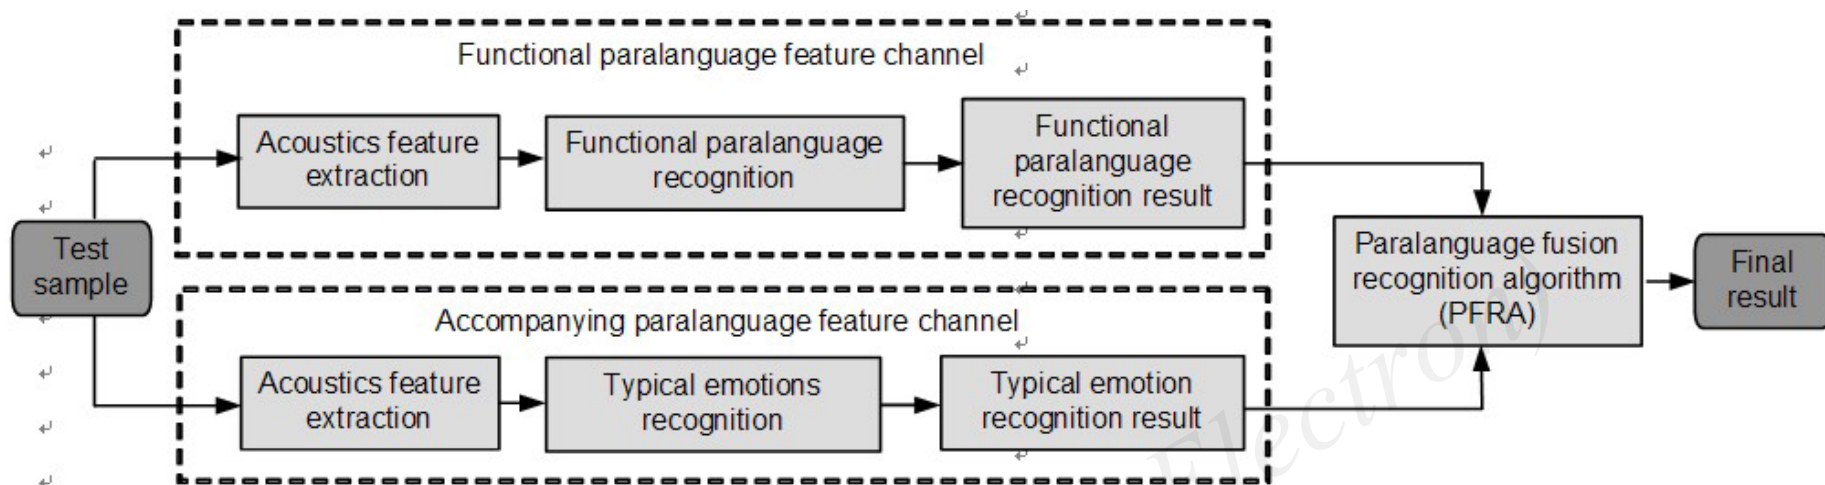 Functional paralanguage feature channel
Acoustics feature
extraction
Functional paralanguage
recognition
Functional
paralanguage
recognition result
Test
sample
Accompanying paralanguage feature channel
Acoustics feature
extraction
Typical emotions
recognition
Typical emotion
recognition result
Paralanguage fusion
recognition algorithm
(PFRA)
Final
result
Electron)